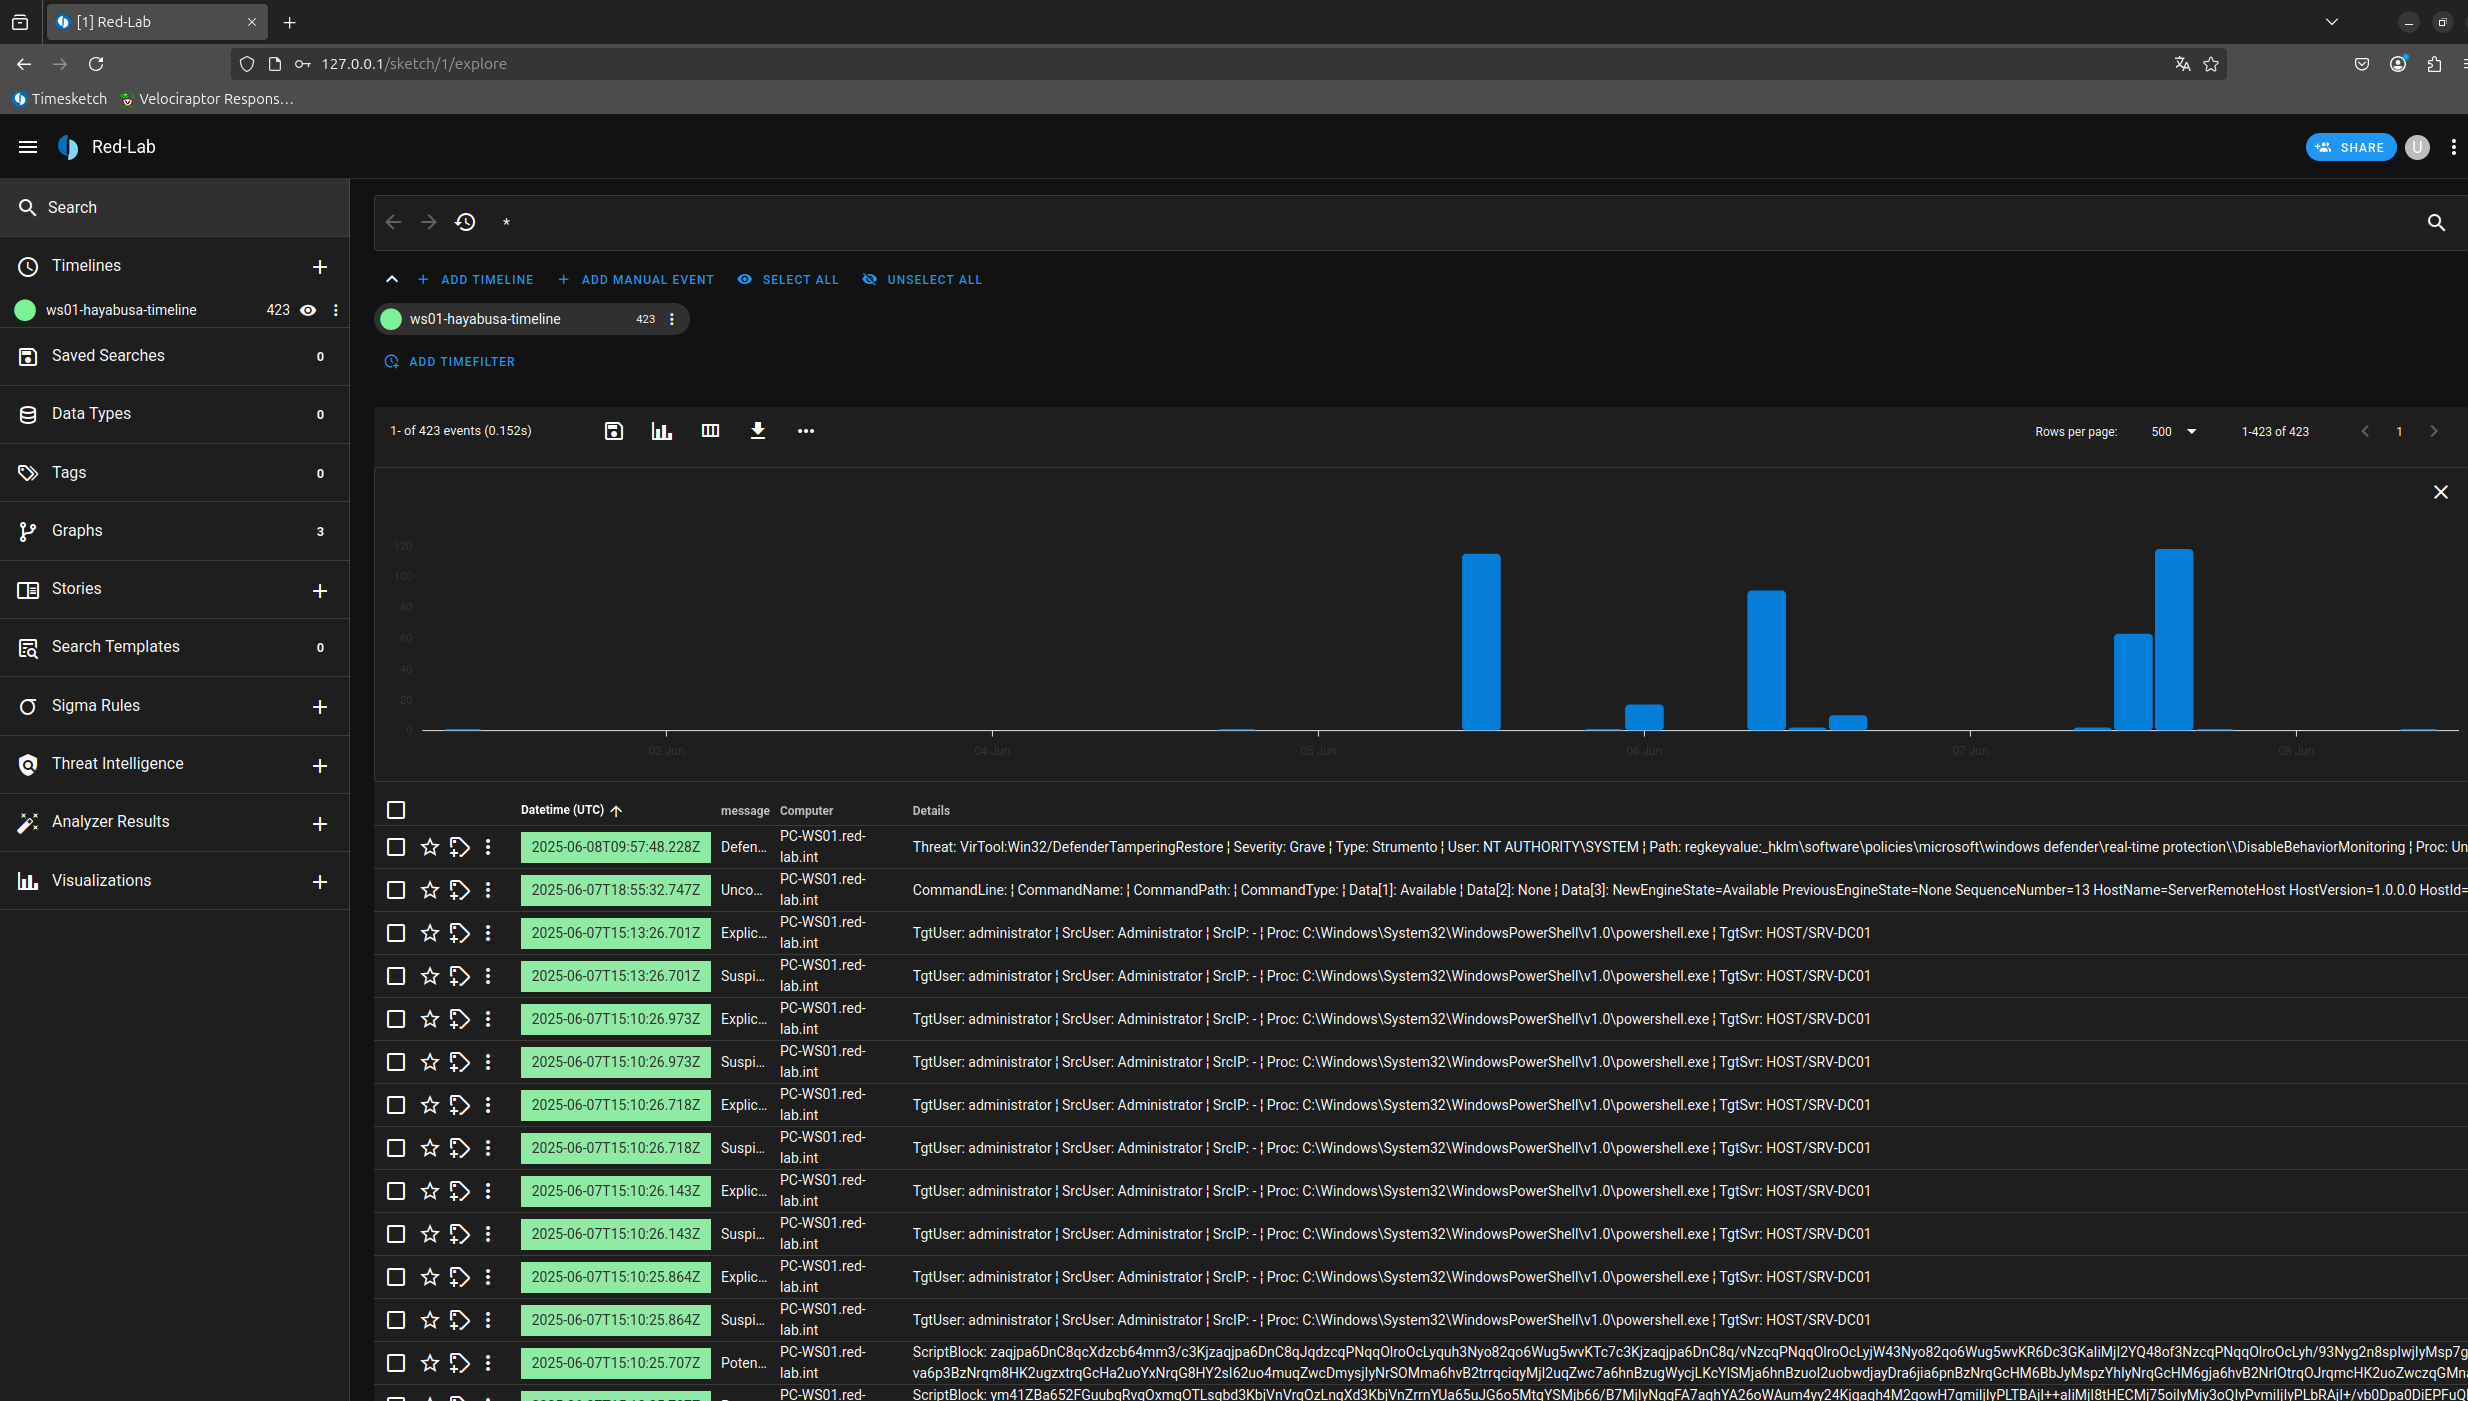 [1] Red-Lab
127.0.0.1/sketch/1/explore
Timesketch
Velociraptor Respons…
Red-Lab
SHARE
U
Search
*
Timelines
ADD TIMELINE
ADD MANUAL EVENT
SELECT ALL
UNSELECT ALL
ws01-hayabusa-timeline 423
ws01-hayabusa-timeline 423
Saved Searches 0
ADD TIMEFILTER
Data Types 0
Tags 0
Graphs 3
Stories
Search Templates 0
Sigma Rules
Threat Intelligence
Analyzer Results
Visualizations
1- of 423 events (0.152s)
Rows per page: 500 1-423 of 423 1
120
100
80
60
40
20
0
03 Jun 04 Jun 05 Jun 06 Jun 07 Jun 08 Jun
Datetime (UTC) message Computer Details
2025-06-08T09:57:48.228Z Defen… PC-WS01.red-lab.int Threat: VirTool:Win32/DefenderTamperingRestore ¦ Severity: Grave ¦ Type: Strumento ¦ User: NT AUTHORITY\SYSTEM ¦ Path: regkeyvalue:_hklm\software\policies\microsoft\windows defender\real-time protection\\DisableBehaviorMonitoring ¦ Proc: Un
2025-06-07T18:55:32.747Z Unco… PC-WS01.red-lab.int CommandLine: ¦ CommandName: ¦ CommandPath: ¦ CommandType: ¦ Data[1]: Available ¦ Data[2]: None ¦ Data[3]: NewEngineState=Available PreviousEngineState=None SequenceNumber=13 HostName=ServerRemoteHost HostVersion=1.0.0.0 HostId=
2025-06-07T15:13:26.701Z Explic… PC-WS01.red-lab.int TgtUser: administrator ¦ SrcUser: Administrator ¦ SrcIP: - ¦ Proc: C:\Windows\System32\WindowsPowerShell\v1.0\powershell.exe ¦ TgtSvr: HOST/SRV-DC01
2025-06-07T15:13:26.701Z Suspi… PC-WS01.red-lab.int TgtUser: administrator ¦ SrcUser: Administrator ¦ SrcIP: - ¦ Proc: C:\Windows\System32\WindowsPowerShell\v1.0\powershell.exe ¦ TgtSvr: HOST/SRV-DC01
2025-06-07T15:10:26.973Z Explic… PC-WS01.red-lab.int TgtUser: administrator ¦ SrcUser: Administrator ¦ SrcIP: - ¦ Proc: C:\Windows\System32\WindowsPowerShell\v1.0\powershell.exe ¦ TgtSvr: HOST/SRV-DC01
2025-06-07T15:10:26.973Z Suspi… PC-WS01.red-lab.int TgtUser: administrator ¦ SrcUser: Administrator ¦ SrcIP: - ¦ Proc: C:\Windows\System32\WindowsPowerShell\v1.0\powershell.exe ¦ TgtSvr: HOST/SRV-DC01
2025-06-07T15:10:26.718Z Explic… PC-WS01.red-lab.int TgtUser: administrator ¦ SrcUser: Administrator ¦ SrcIP: - ¦ Proc: C:\Windows\System32\WindowsPowerShell\v1.0\powershell.exe ¦ TgtSvr: HOST/SRV-DC01
2025-06-07T15:10:26.718Z Suspi… PC-WS01.red-lab.int TgtUser: administrator ¦ SrcUser: Administrator ¦ SrcIP: - ¦ Proc: C:\Windows\System32\WindowsPowerShell\v1.0\powershell.exe ¦ TgtSvr: HOST/SRV-DC01
2025-06-07T15:10:26.143Z Explic… PC-WS01.red-lab.int TgtUser: administrator ¦ SrcUser: Administrator ¦ SrcIP: - ¦ Proc: C:\Windows\System32\WindowsPowerShell\v1.0\powershell.exe ¦ TgtSvr: HOST/SRV-DC01
2025-06-07T15:10:26.143Z Suspi… PC-WS01.red-lab.int TgtUser: administrator ¦ SrcUser: Administrator ¦ SrcIP: - ¦ Proc: C:\Windows\System32\WindowsPowerShell\v1.0\powershell.exe ¦ TgtSvr: HOST/SRV-DC01
2025-06-07T15:10:25.864Z Explic… PC-WS01.red-lab.int TgtUser: administrator ¦ SrcUser: Administrator ¦ SrcIP: - ¦ Proc: C:\Windows\System32\WindowsPowerShell\v1.0\powershell.exe ¦ TgtSvr: HOST/SRV-DC01
2025-06-07T15:10:25.864Z Suspi… PC-WS01.red-lab.int TgtUser: administrator ¦ SrcUser: Administrator ¦ SrcIP: - ¦ Proc: C:\Windows\System32\WindowsPowerShell\v1.0\powershell.exe ¦ TgtSvr: HOST/SRV-DC01
2025-06-07T15:10:25.707Z Poten… PC-WS01.red-lab.int ScriptBlock:
PC-WS01.red- ScriptBlock: